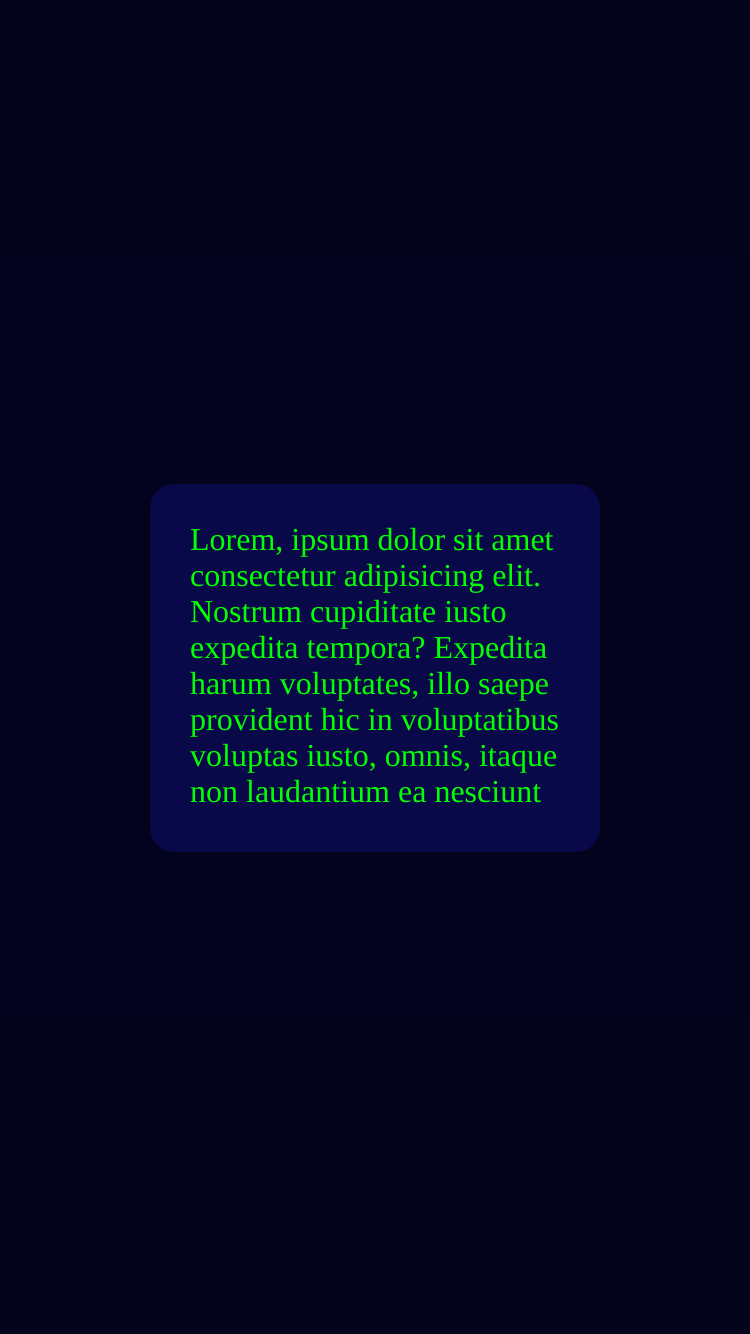 Lorem, ipsum dolor sit amet
consectetur adipisicing elit.
Nostrum cupiditate iusto
expedita tempora? Expedita
harum voluptates, illo saepe
provident hic in voluptatibus
voluptas iusto, omnis, itaque
non laudantium ea nesciunt